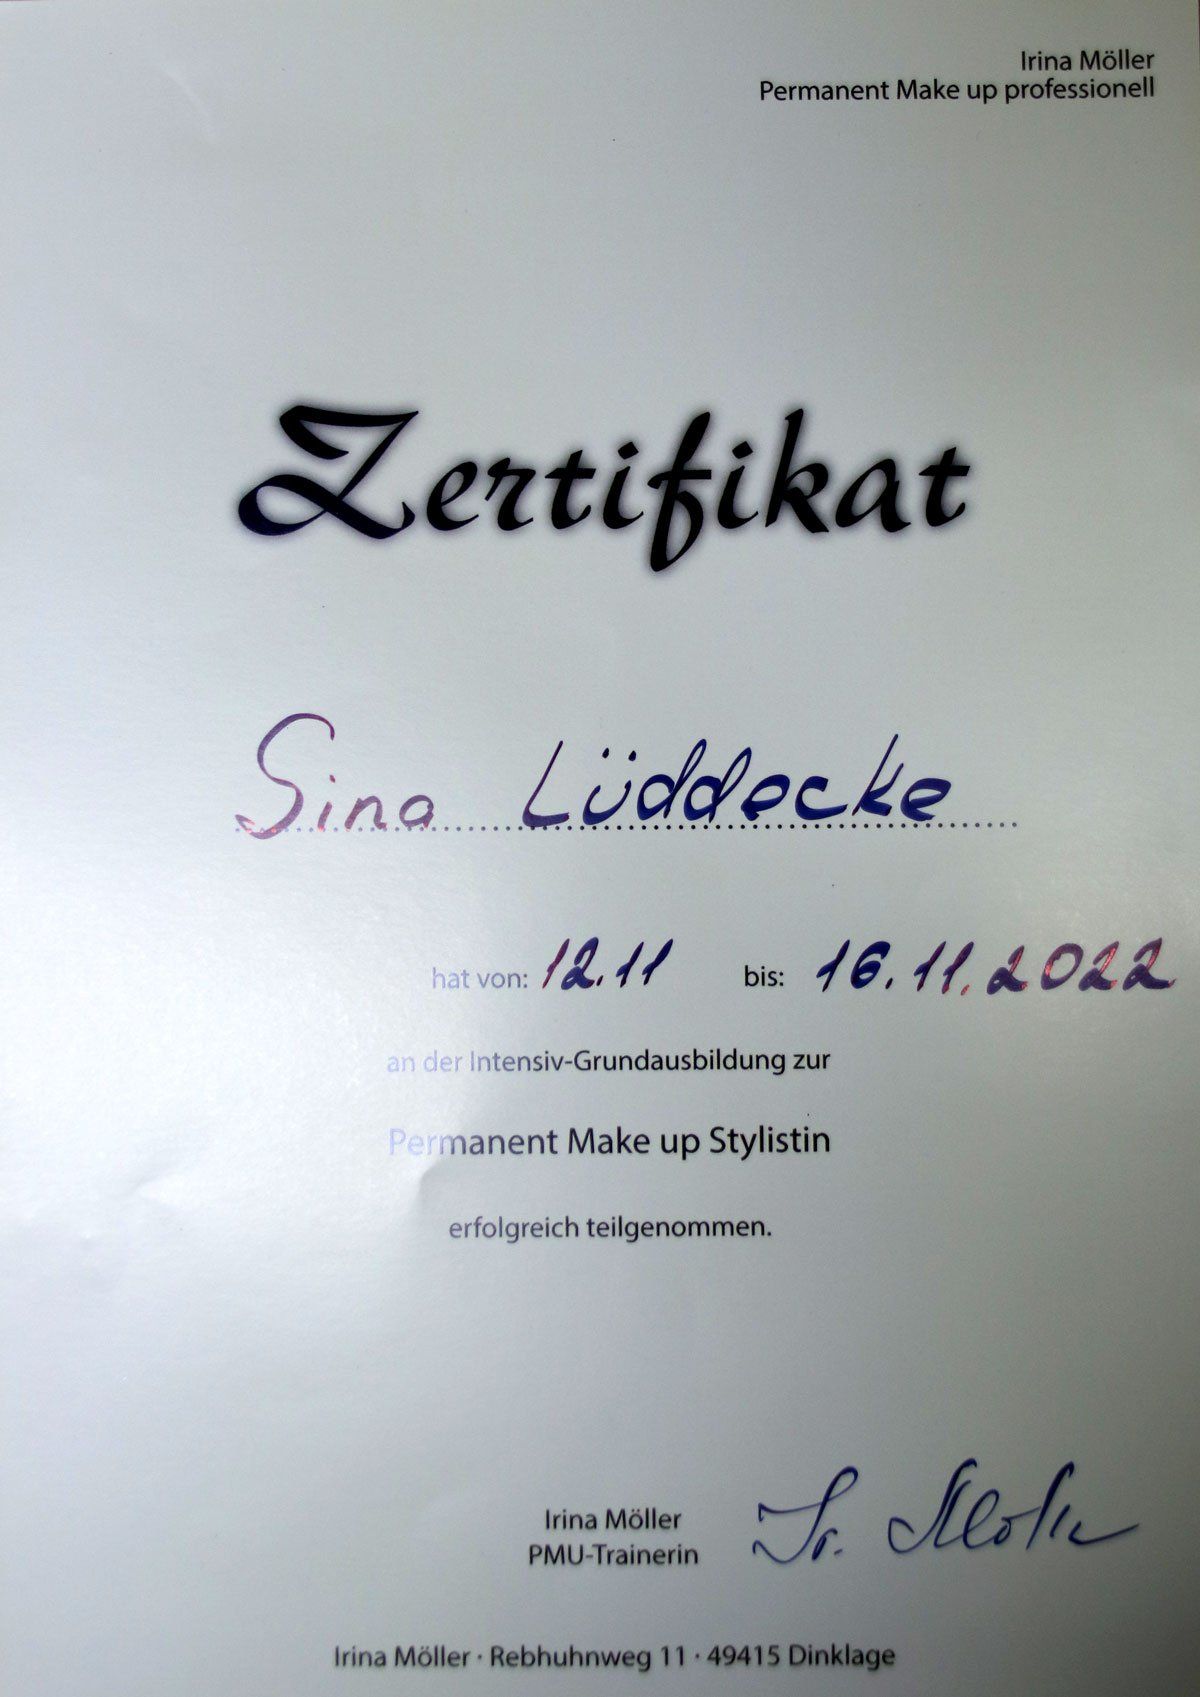 Irina Möller
Permanent Make up professionell
Zertifikat
Sina Lüddecke
hat von: 12.11 bis: 16.11.2022
an der Intensiv-Grundausbildung zur
Permanent Make up Stylistin
erfolgreich teilgenommen.
Irina Möller
PMU-Trainerin
Ir. Möller
Irina Möller · Rebhuhnweg 11 · 49415 Dinklage